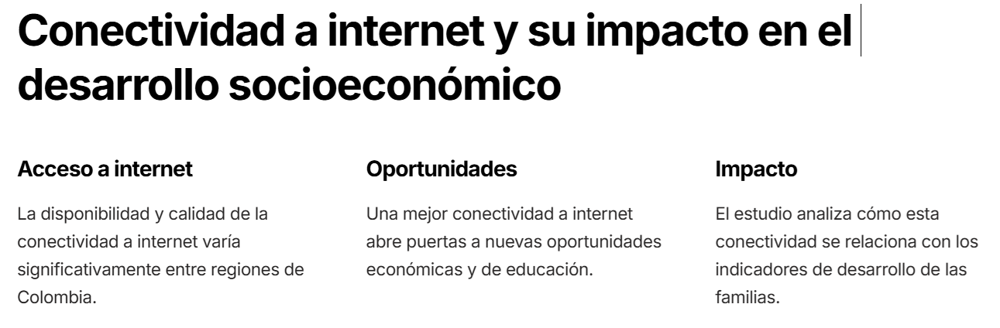 Conectividad a internet y su impacto en el
desarrollo socioeconómico
Acceso a internet
La disponibilidad y calidad de la
conectividad a internet varía
significativamente entre regiones de
Colombia.
Oportunidades
Una mejor conectividad a internet
abre puertas a nuevas oportunidades
económicas y de educación.
Impacto
El estudio analiza cómo esta
conectividad se relaciona con los
indicadores de desarrollo de las
familias.